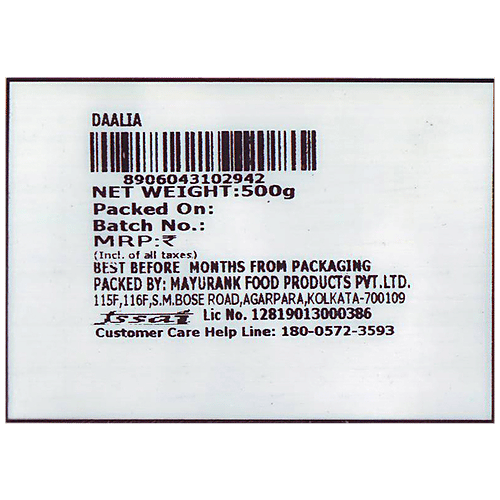 DAALIA
8906043102942
NET WEIGHT:500g
Packed On:
Batch No.:
MRP:₹
(Incl. of all taxes)
BEST BEFORE MONTHS FROM PACKAGING
PACKED BY: MAYURANK FOOD PRODUCTS PVT.LTD.
115F,116F,S.M.BOSE ROAD,AGARPARA,KOLKATA-700109
fssai Lic No. 12819013000386
Customer Care Help Line: 180-0572-3593